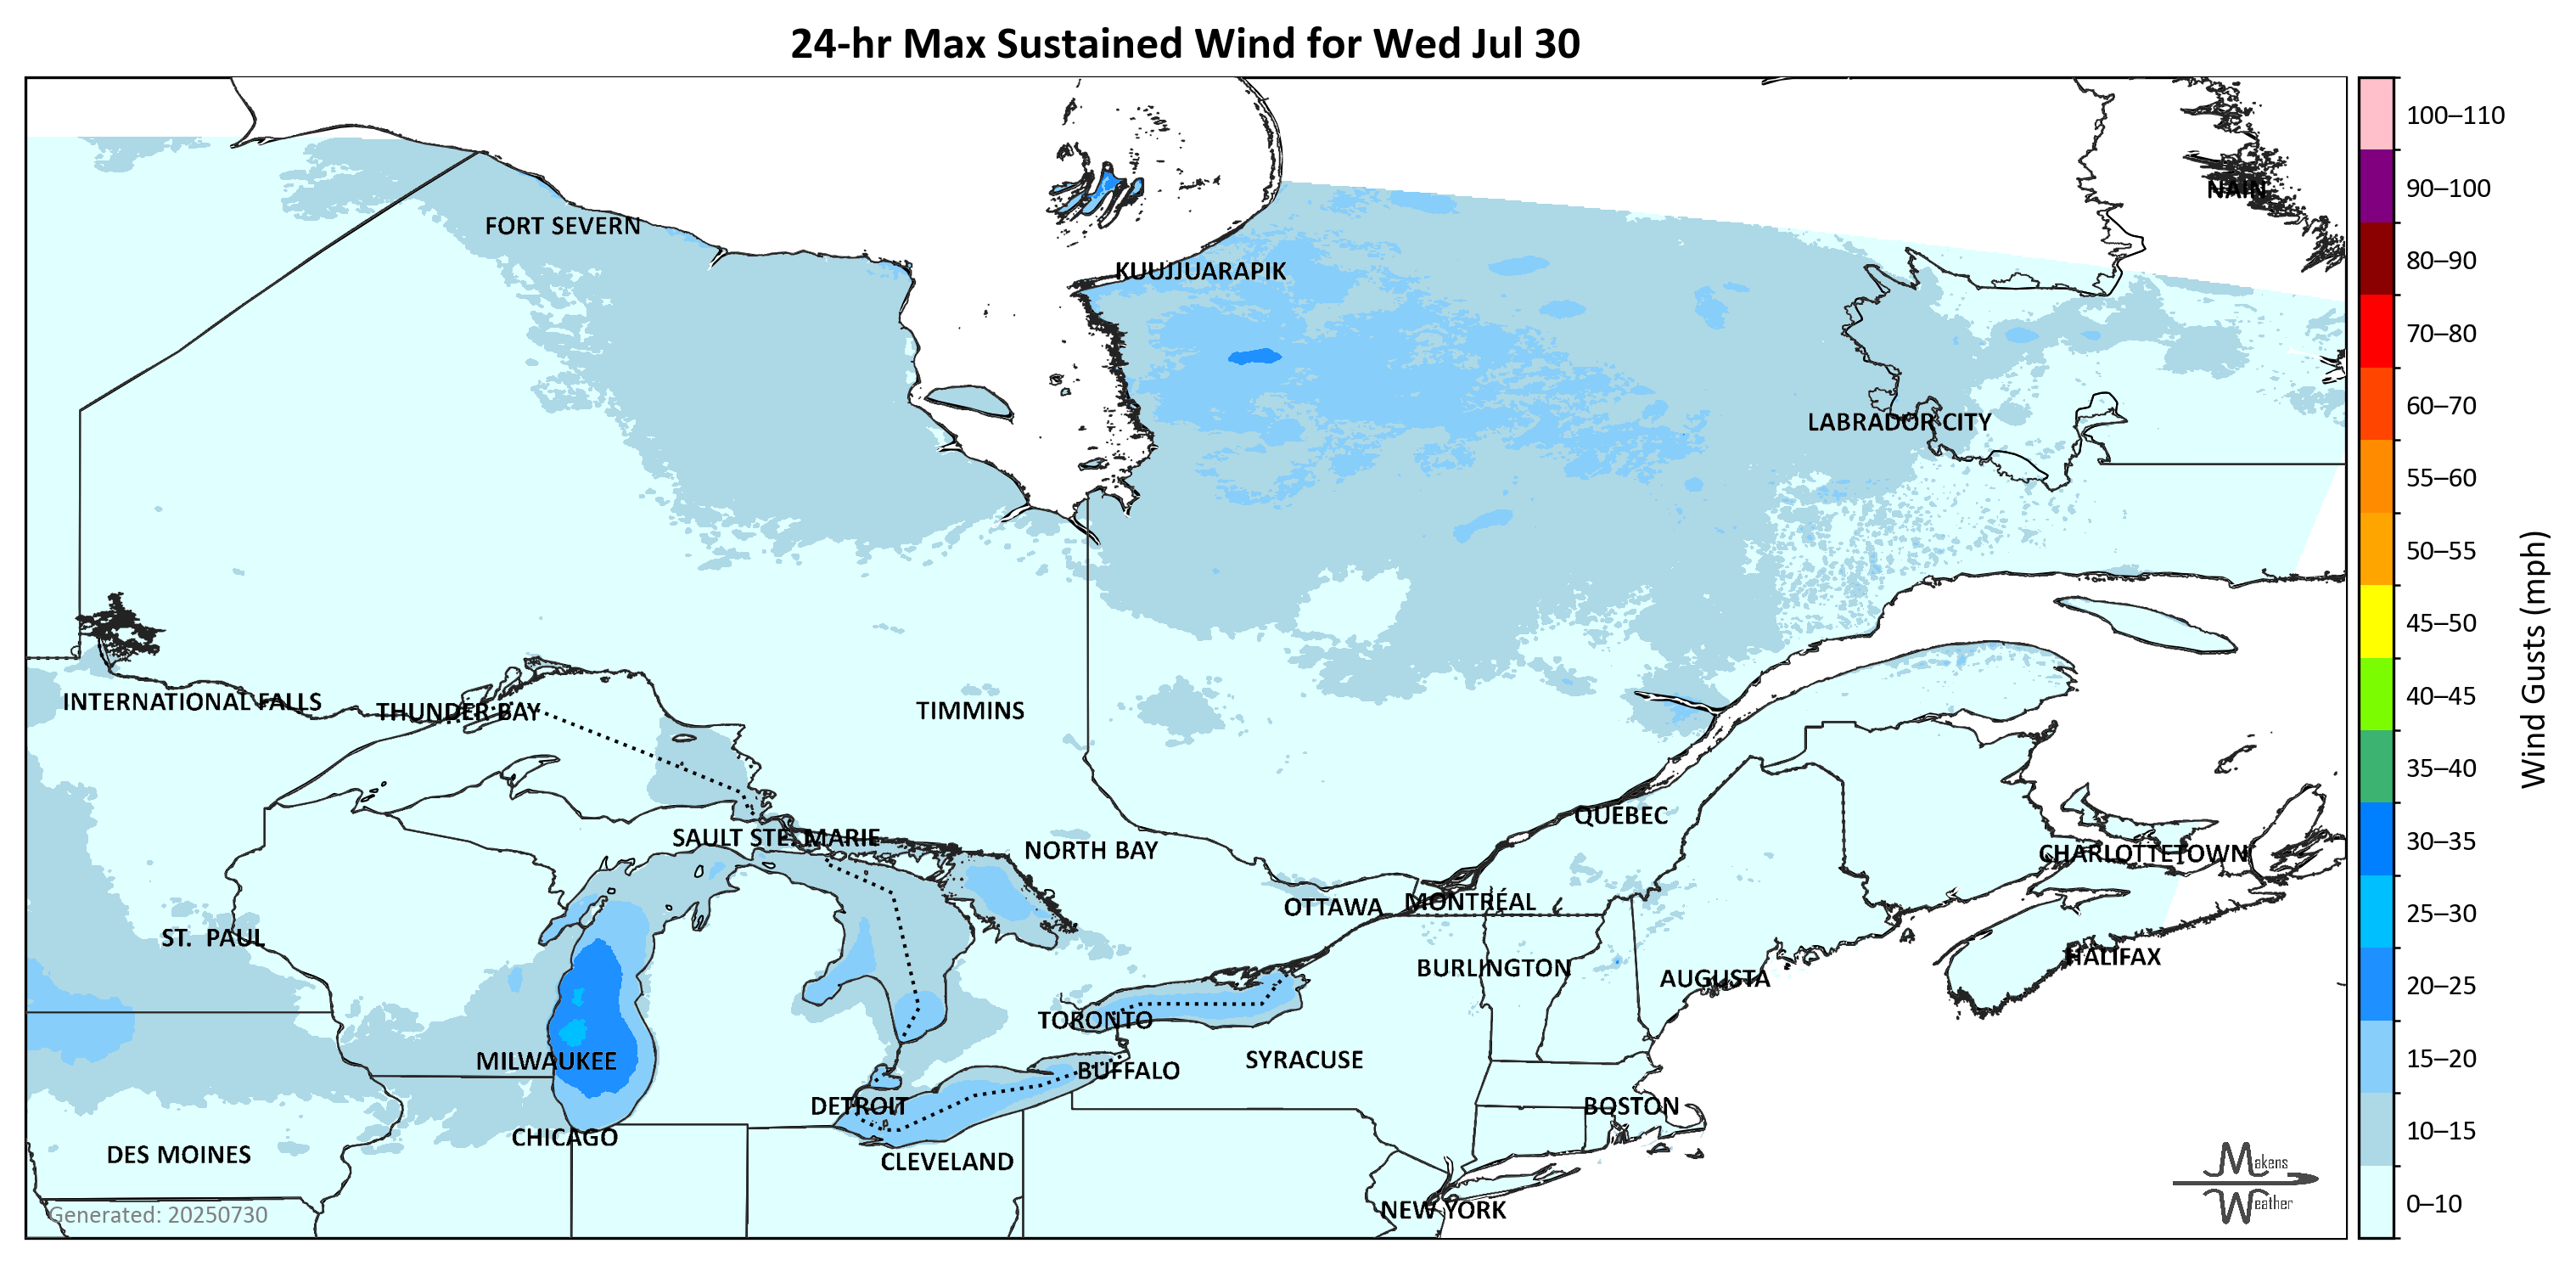 24-hr Max Sustained Wind for Wed Jul 30
100–110
90–100
NAIN
FORT SEVERN
80–90
KUUJJUARAPIK
70–80
60–70
LABRADOR CITY
55–60
50–55
45–50
Wind Gusts (mph)
40–45
INTERNATIONAL FALLS
THUNDER BAY
TIMMINS
35–40
QUEBEC
30–35
SAULT STE. MARIE
NORTH BAY
CHARLOTTETOWN
OTTAWA
MONTRÉAL
25–30
ST. PAUL
BURLINGTON
AUGUSTA
HALIFAX
20–25
TORONTO
MILWAUKEE
SYRACUSE
15–20
BUFFALO
DETROIT
BOSTON
CHICAGO
10–15
DES MOINES
CLEVELAND
Makens
Weather
0–10
Generated: 20250730
NEW YORK